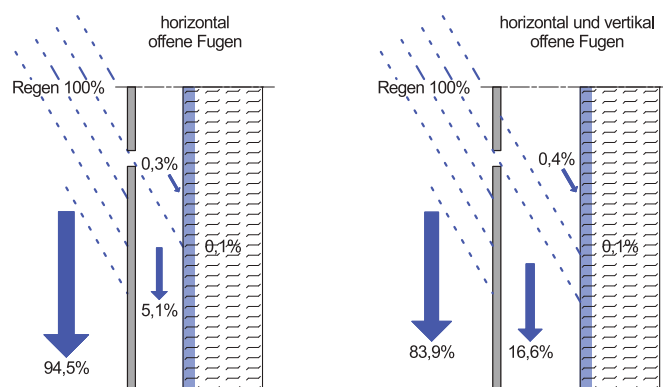 horizontal
offene Fugen
Regen 100%
0,3%
0,1%
5,1%
94,5%
horizontal und vertikal
offene Fugen
Regen 100%
0,4%
0,1%
83,9%
16,6%